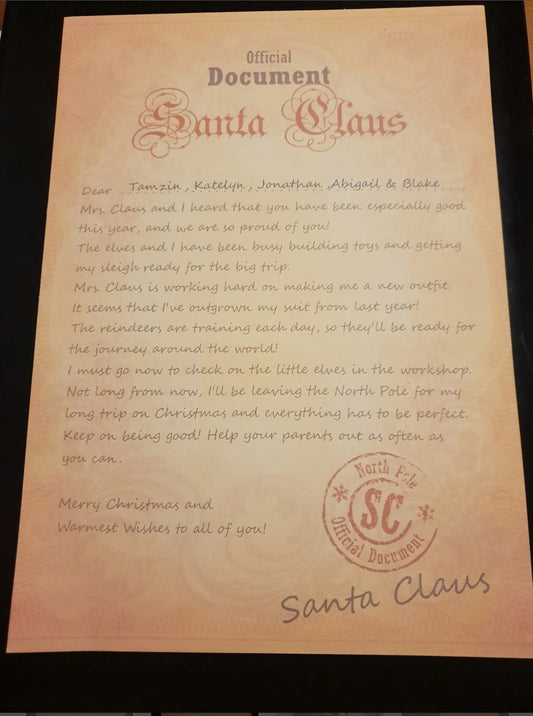 Official
Document
Santa Claus
Dear Tamzin, Katelyn, Jonathan, Abigail & Blake,
Mrs. Claus and I heard that you have been especially good
this year, and we are so proud of you!
The elves and I have been busy building toys and getting
my sleigh ready for the big trip.
Mrs. Claus is working hard on making me a new outfit.
It seems that I've outgrown my suit from last year!
The reindeers are training each day, so they'll be ready for
the journey around the world!
I must go now to check on the little elves in the workshop.
Not long from now, I'll be leaving the North Pole for my
long trip on Christmas and everything has to be perfect.
Keep on being good! Help your parents out as often as
you can.
Merry Christmas and
Warmest Wishes to all of you!
North Pole
SC
Official Document
Santa Claus